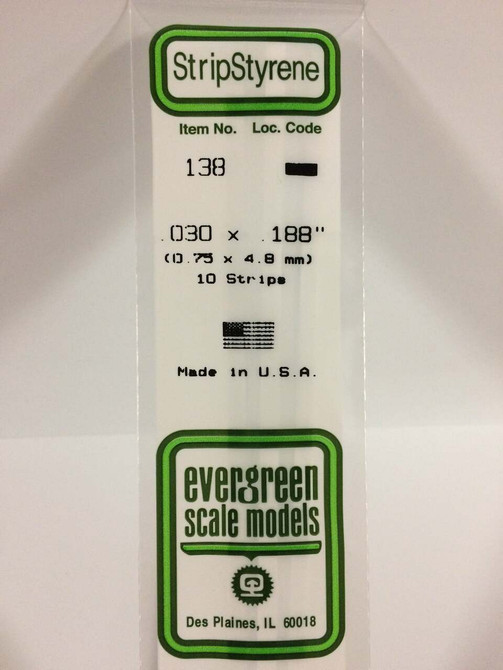 StripStyrene
Item No. Loc. Code
138
.030 x .188"
(0.75 x 4.8 mm)
10 Strips
Made in U.S.A.
evergreen
scale models
Des Plaines, IL 60018